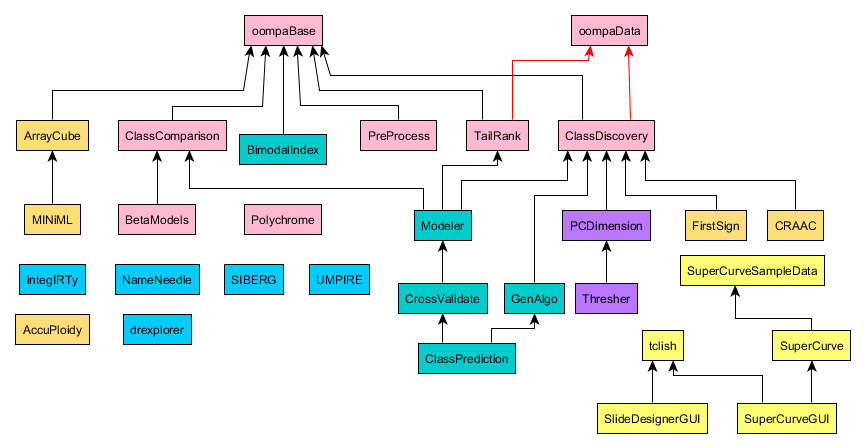 oompaBase
oompaData
ArrayCube
ClassComparison
BimodalIndex
PreProcess
TailRank
ClassDiscovery
MINiML
BetaModels
Polychrome
Modeler
PCDimension
FirstSign
CRAAC
integIRTy
NameNeedle
SIBERG
UMPIRE
CrossValidate
GenAlgo
Thresher
SuperCurveSampleData
AccuPloidy
drexplorer
ClassPrediction
tclish
SuperCurve
SlideDesignerGUI
SuperCurveGUI